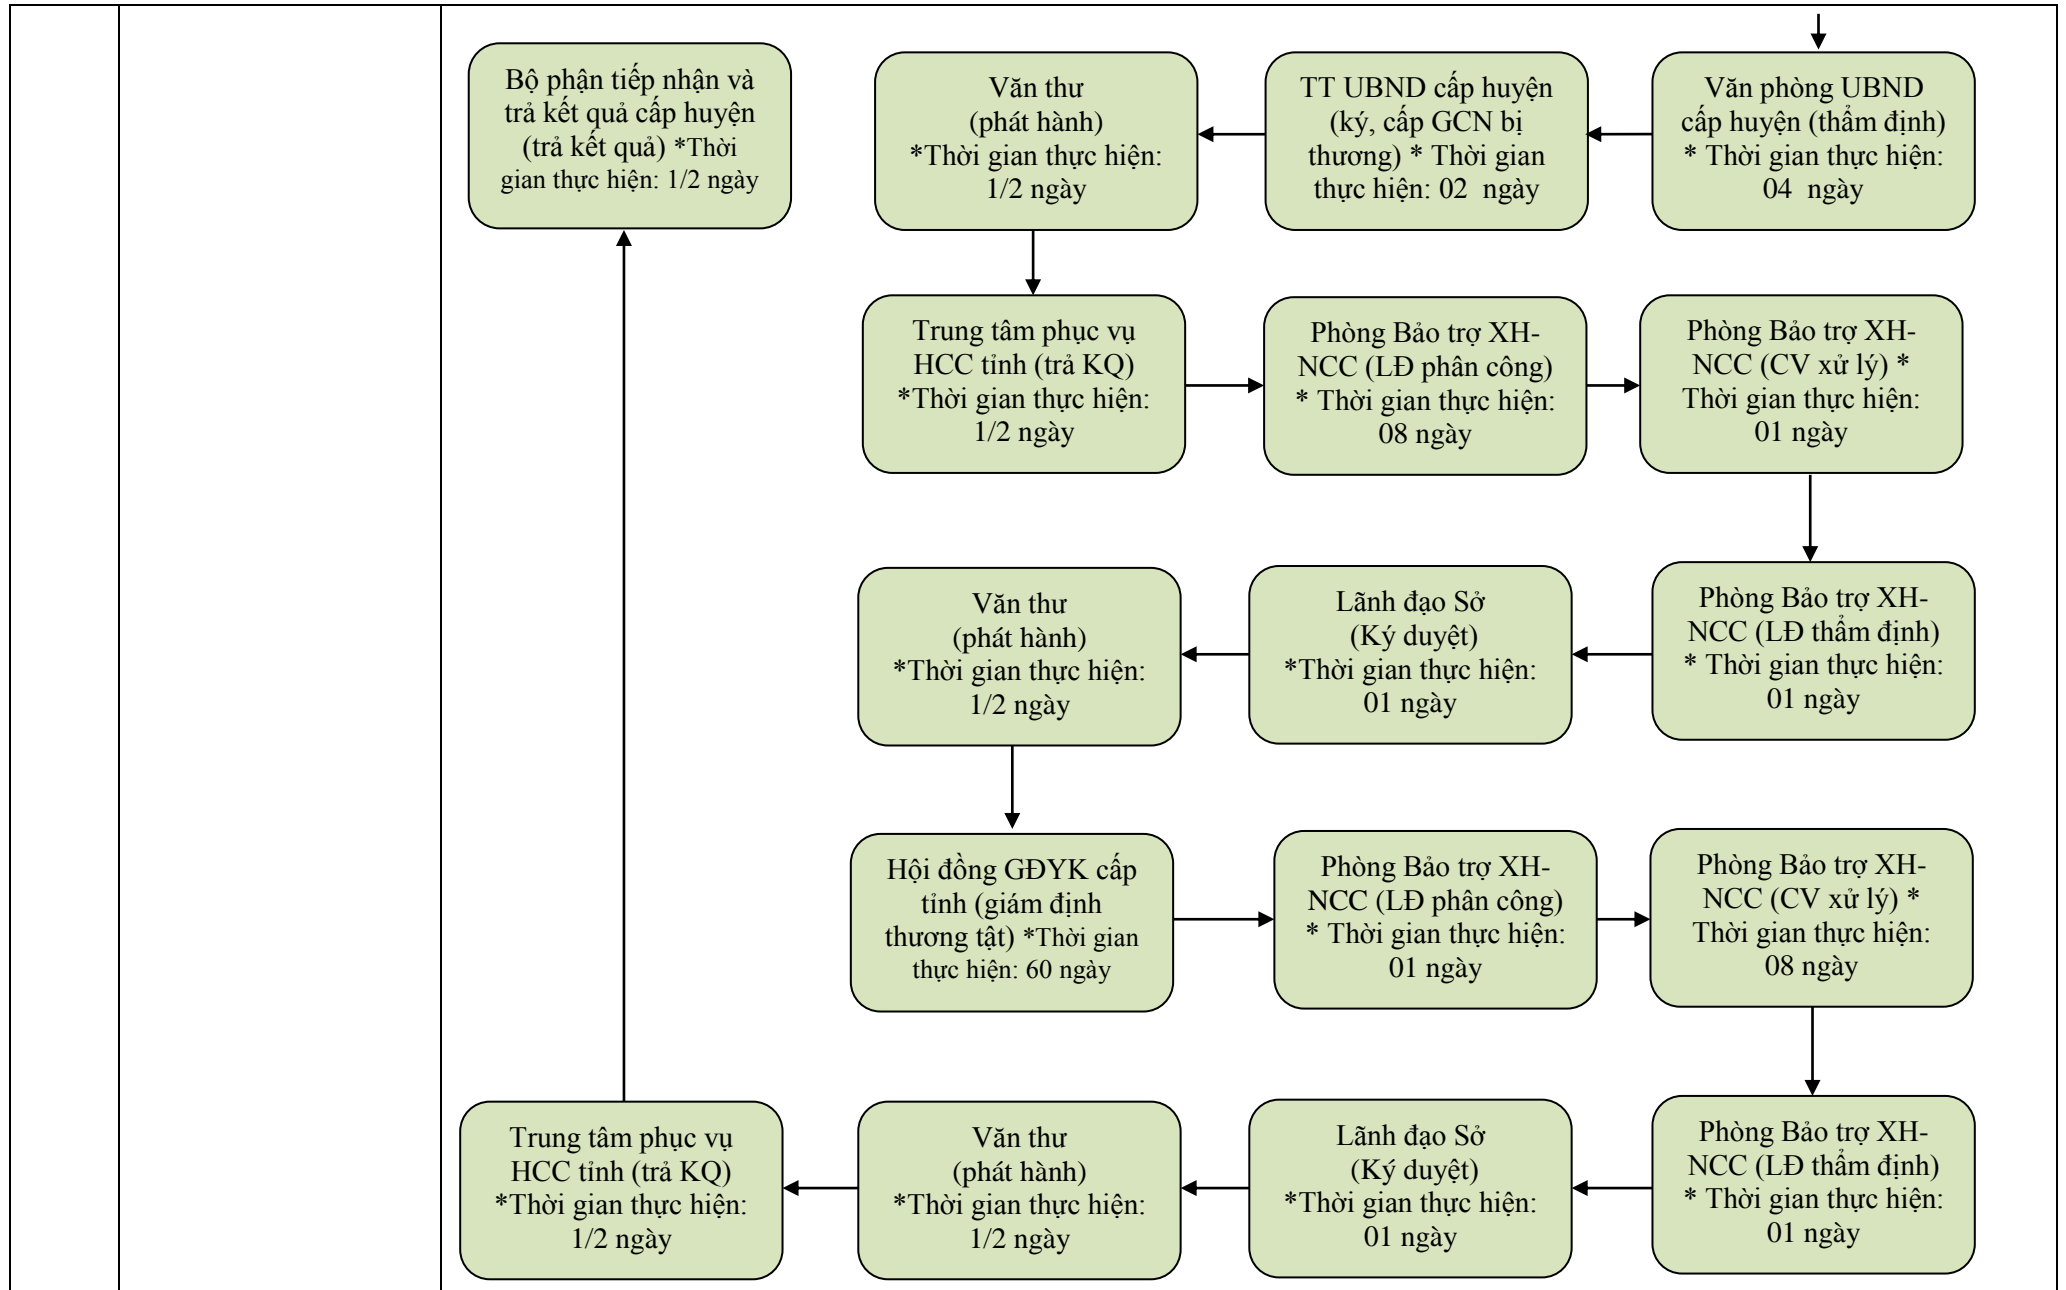 Bộ phận tiếp nhận và
trả kết quả cấp huyện
(trả kết quả) *Thời
gian thực hiện: 1/2 ngày
Văn thư
(phát hành)
*Thời gian thực hiện:
1/2 ngày
TT UBND cấp huyện
(ký, cấp GCN bị
thương) * Thời gian
thực hiện: 02 ngày
Văn phòng UBND
cấp huyện (thẩm định)
* Thời gian thực hiện:
04 ngày
Trung tâm phục vụ
HCC tỉnh (trả KQ)
*Thời gian thực hiện:
1/2 ngày
Phòng Bảo trợ XH-
NCC (LĐ phân công)
* Thời gian thực hiện:
08 ngày
Phòng Bảo trợ XH-
NCC (CV xử lý) *
Thời gian thực hiện:
01 ngày
Văn thư
(phát hành)
*Thời gian thực hiện:
1/2 ngày
Lãnh đạo Sở
(Ký duyệt)
*Thời gian thực hiện:
01 ngày
Phòng Bảo trợ XH-
NCC (LĐ thẩm định)
* Thời gian thực hiện:
01 ngày
Hội đồng GĐYK cấp
tỉnh (giám định
thương tật) *Thời gian
thực hiện: 60 ngày
Phòng Bảo trợ XH-
NCC (LĐ phân công)
* Thời gian thực hiện:
01 ngày
Phòng Bảo trợ XH-
NCC (CV xử lý) *
Thời gian thực hiện:
08 ngày
Trung tâm phục vụ
HCC tỉnh (trả KQ)
*Thời gian thực hiện:
1/2 ngày
Văn thư
(phát hành)
*Thời gian thực hiện:
1/2 ngày
Lãnh đạo Sở
(Ký duyệt)
*Thời gian thực hiện:
01 ngày
Phòng Bảo trợ XH-
NCC (LĐ thẩm định)
* Thời gian thực hiện:
01 ngày